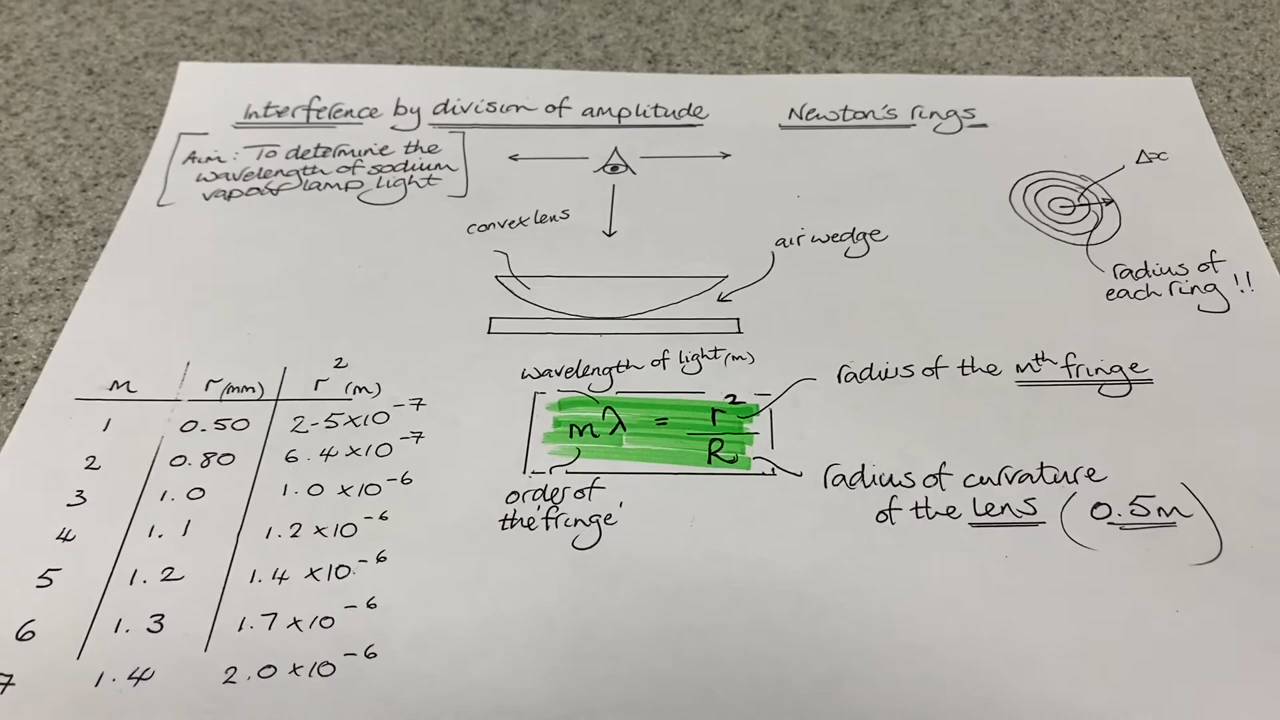 Interference by division of amplitude
Newton's rings
Aim: To determine the
wavelength of sodium
vapour lamp light
Δx
convex lens
air wedge
radius of
each ring!!
wavelength of light (m)
radius of the mth fringe
mλ = r²/R
order of
the 'fringe'
radius of curvature
of the lens (0.5m)
m r(mm) r²(m)
1 0.50 2-5×10⁻⁷
2 0.80 6.4×10⁻⁷
3 1.0 1.0×10⁻⁶
4 1.1 1.2×10⁻⁶
5 1.2 1.4×10⁻⁶
6 1.3 1.7×10⁻⁶
7 1.4 2.0×10⁻⁶